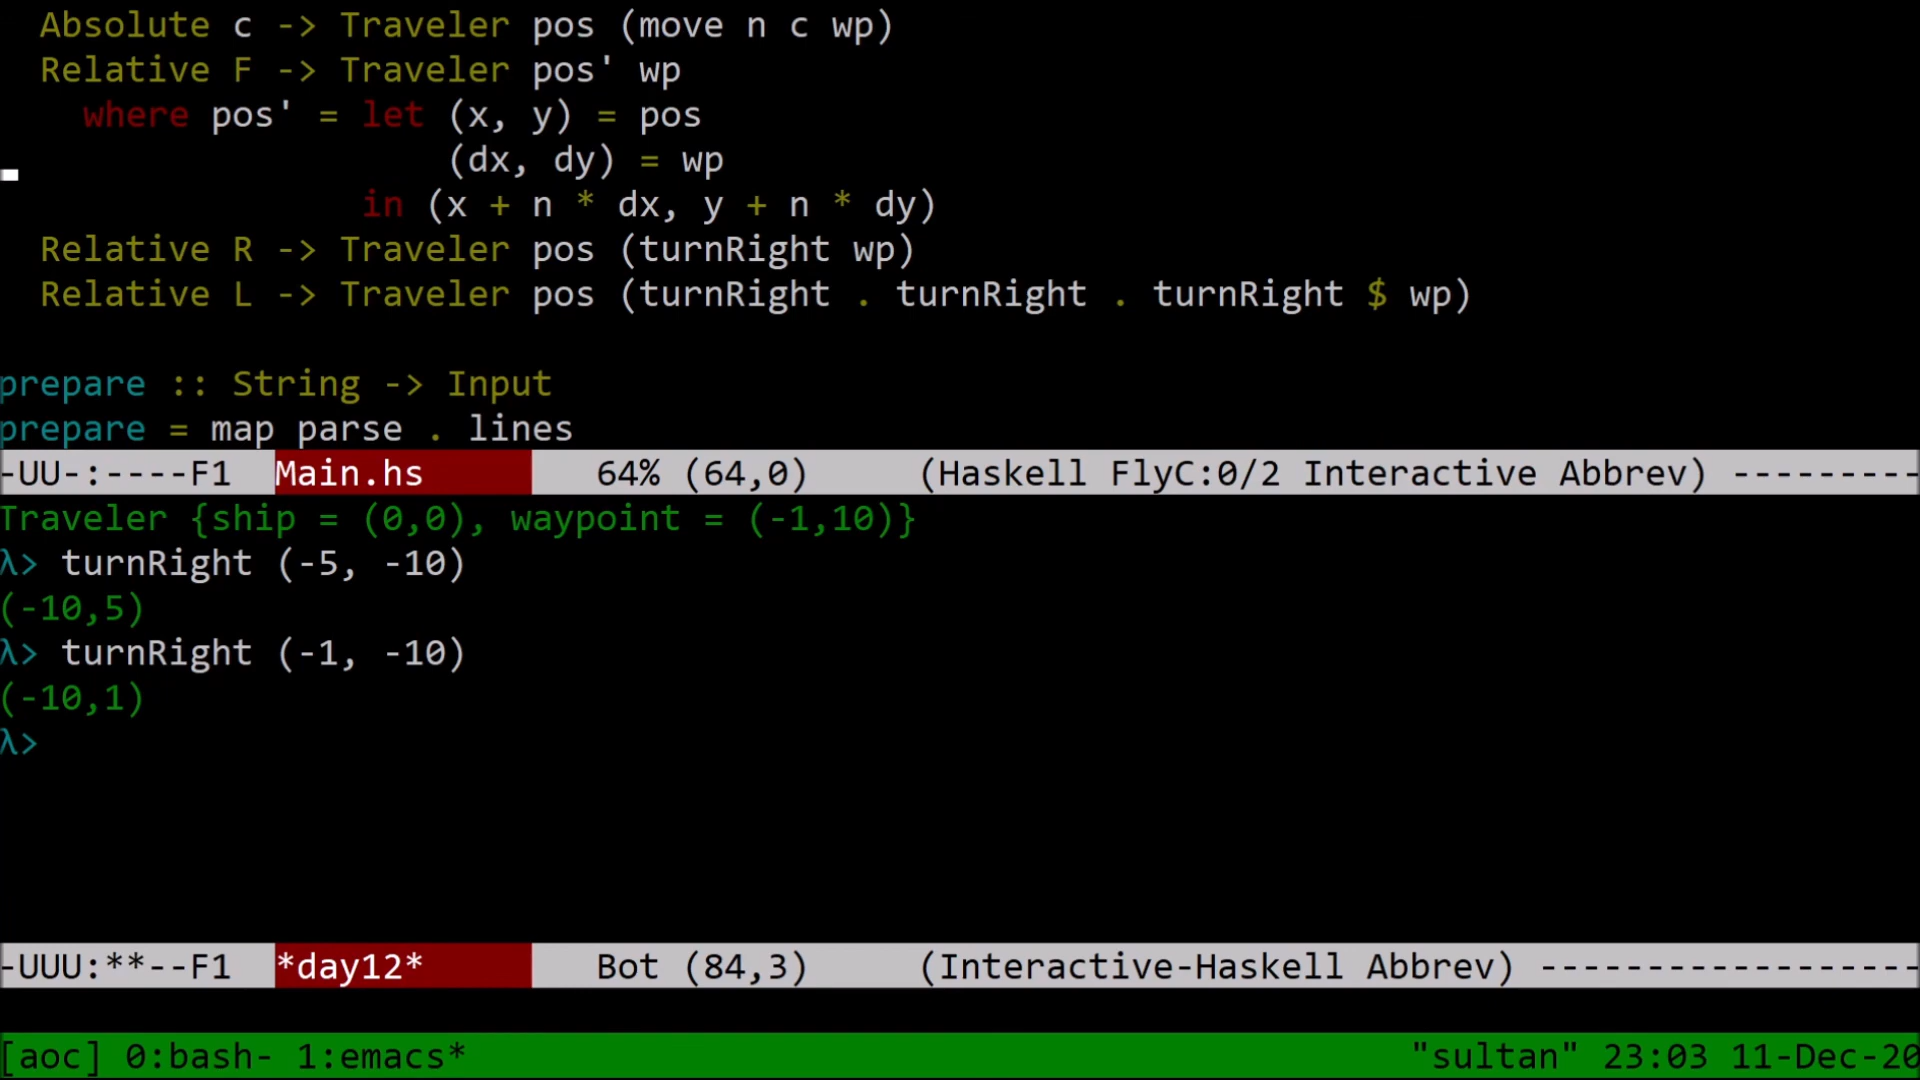 Absolute c -> Traveler pos (move n c wp)
Relative F -> Traveler pos' wp
where pos' = let (x, y) = pos
(dx, dy) = wp
in (x + n * dx, y + n * dy)
Relative R -> Traveler pos (turnRight wp)
Relative L -> Traveler pos (turnRight . turnRight . turnRight $ wp)
prepare :: String -> Input
prepare = map parse . lines
-UU-:----F1 Main.hs 64% (64,0) (Haskell FlyC:0/2 Interactive Abbrev) ---------
Traveler {ship = (0,0), waypoint = (-1,10)}
λ> turnRight (-5, -10)
(-10,5)
λ> turnRight (-1, -10)
(-10,1)
λ>
-UUU:**--F1 *day12* Bot (84,3) (Interactive-Haskell Abbrev) ------------------
[aoc] 0:bash- 1:emacs* "sultan" 23:03 11-Dec-20